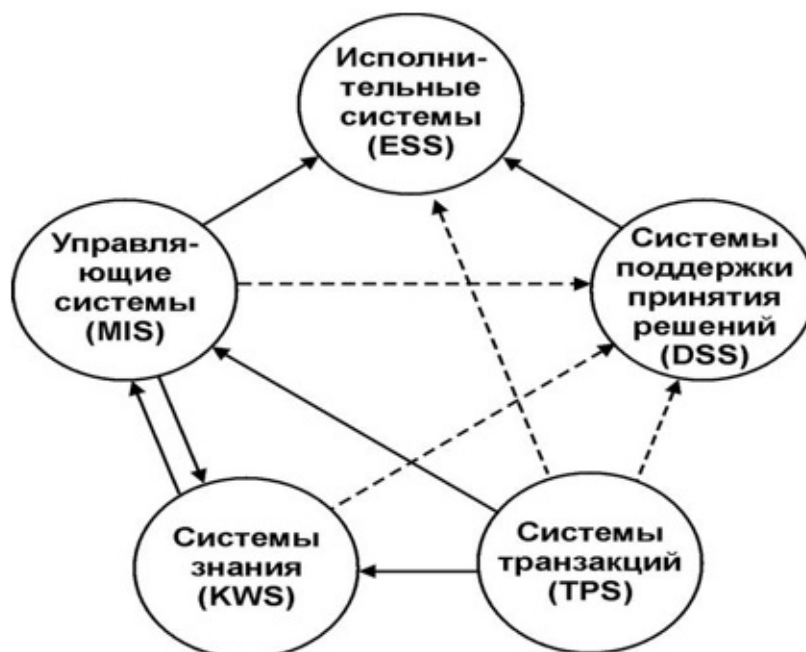 Исполни-
тельные
системы
(ESS)
Управля-
ющие
системы
(MIS)
Системы
поддержки
принятия
решений
(DSS)
Системы
знания
(KWS)
Системы
транзакций
(TPS)